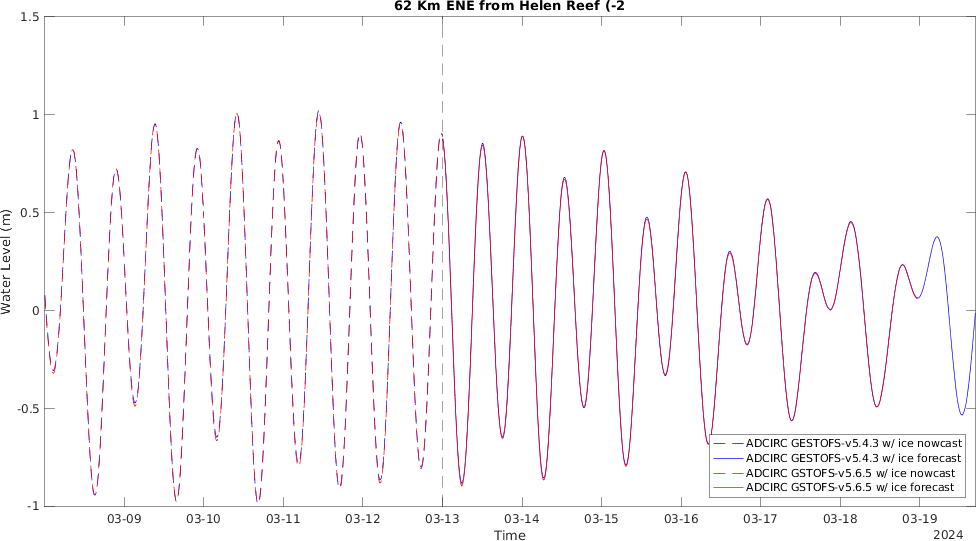 62 Km ENE from Helen Reef (-2
1.5
1
0.5
0
-0.5
-1
Water Level (m)
03-09
03-10
03-11
03-12
03-13
03-14
03-15
03-16
03-17
03-18
03-19
Time
2024
ADCIRC GESTOFS-v5.4.3 w/ ice nowcast
ADCIRC GESTOFS-v5.4.3 w/ ice forecast
ADCIRC GSTOFS-v5.6.5 w/ ice nowcast
ADCIRC GSTOFS-v5.6.5 w/ ice forecast